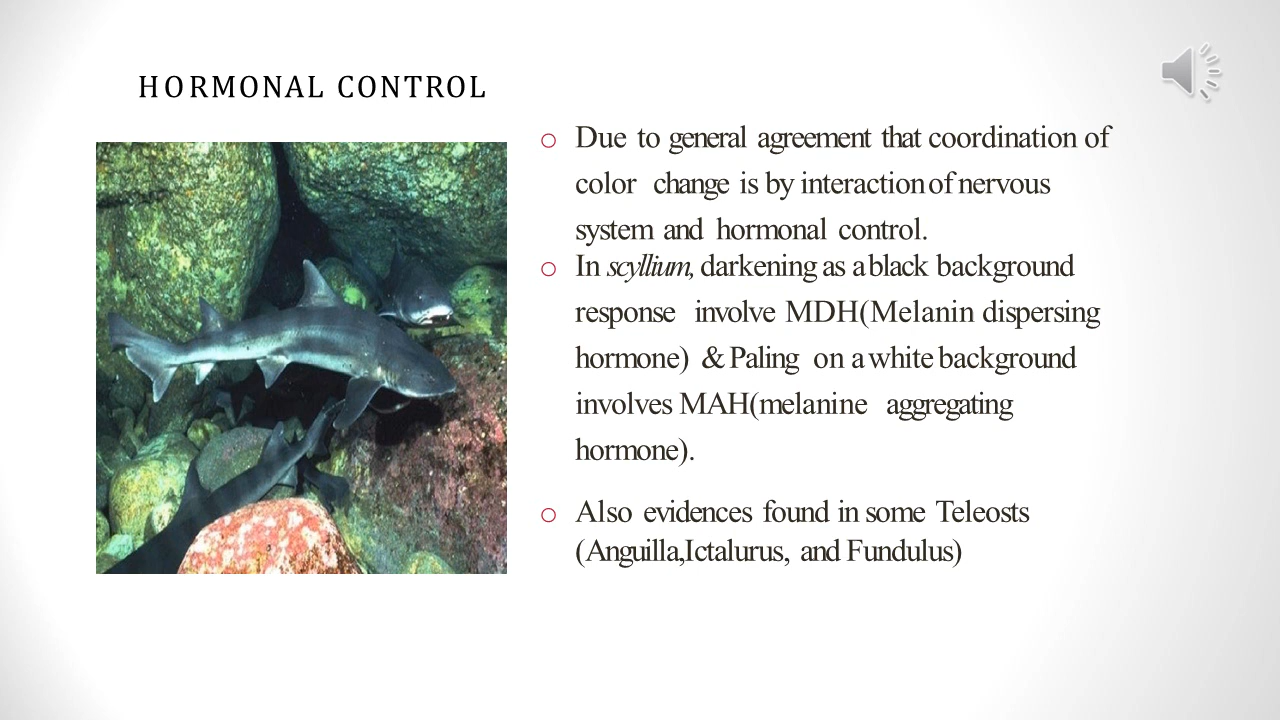 HORMONAL CONTROL
o Due to general agreement that coordination of
color change is by interaction of nervous
system and hormonal control.
o In scyllium, darkening as a black background
response involve MDH(Melanin dispersing
hormone) & Paling on a white background
involves MAH(melanine aggregating
hormone).
o Also evidences found in some Teleosts
(Anguilla,Ictalurus, and Fundulus)